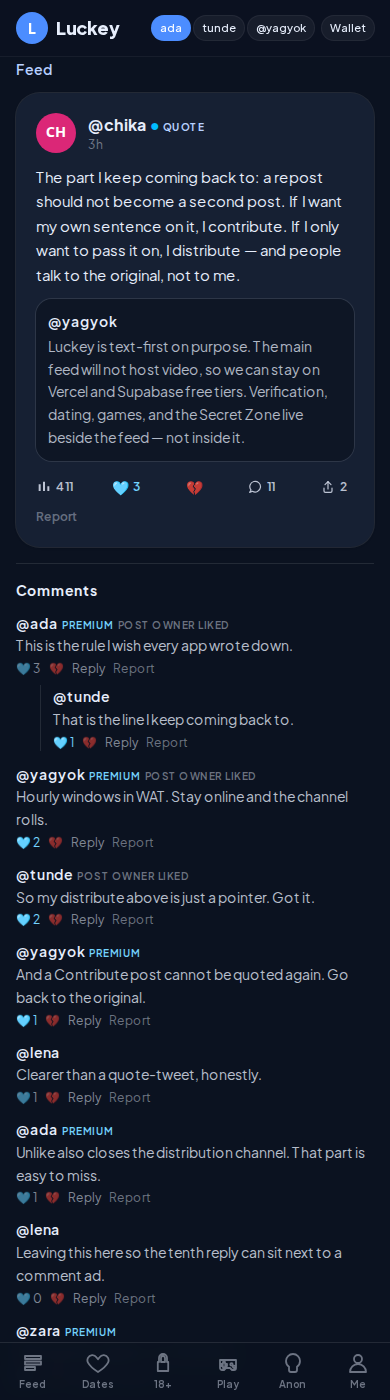 L Luckey ada tunde @yagyok Wallet
Feed
CH @chika QUOTE
3h
The part I keep coming back to: a repost
should not become a second post. If I want
my own sentence on it, I contribute. If I only
want to pass it on, I distribute — and people
talk to the original, not to me.
@yagyok
Luckey is text-first on purpose. The main
feed will not host video, so we can stay on
Vercel and Supabase free tiers. Verification,
dating, games, and the Secret Zone live
beside the feed — not inside it.
411 🩵 3 💔 11 2
Report
Comments
@ada PREMIUM POST OWNER LIKED
This is the rule I wish every app wrote down.
🩵 3 💔 Reply Report
@tunde
That is the line I keep coming back to.
🩵 1 💔 Reply Report
@yagyok PREMIUM POST OWNER LIKED
Hourly windows in WAT. Stay online and the channel
rolls.
🩵 2 💔 Reply Report
@tunde POST OWNER LIKED
So my distribute above is just a pointer. Got it.
🩵 2 💔 Reply Report
@yagyok PREMIUM
And a Contribute post cannot be quoted again. Go
back to the original.
🩵 1 💔 Reply Report
@lena
Clearer than a quote-tweet, honestly.
🩵 1 💔 Reply Report
@ada PREMIUM
Unlike also closes the distribution channel. That part is
easy to miss.
🩵 1 💔 Reply Report
@lena
Leaving this here so the tenth reply can sit next to a
comment ad.
🩵 0 💔 Reply Report
@zara PREMIUM
Feed Dates 18+ Play Anon Me